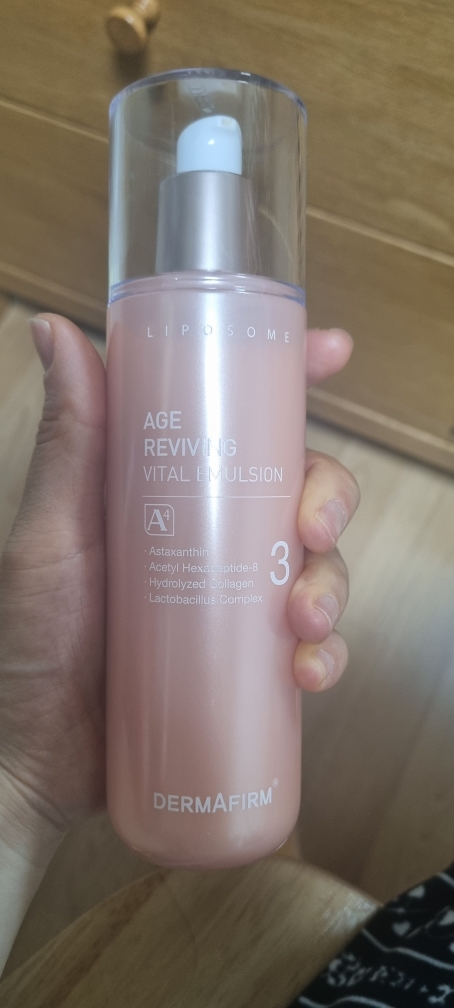 LIPOSOME
AGE
REVIVING
VITAL EMULSION
A4
· Astaxanthin
· Acetyl Hexapeptide-8
· Hydrolyzed Collagen
· Lactobacillus Complex
3
DERMAFIRM®